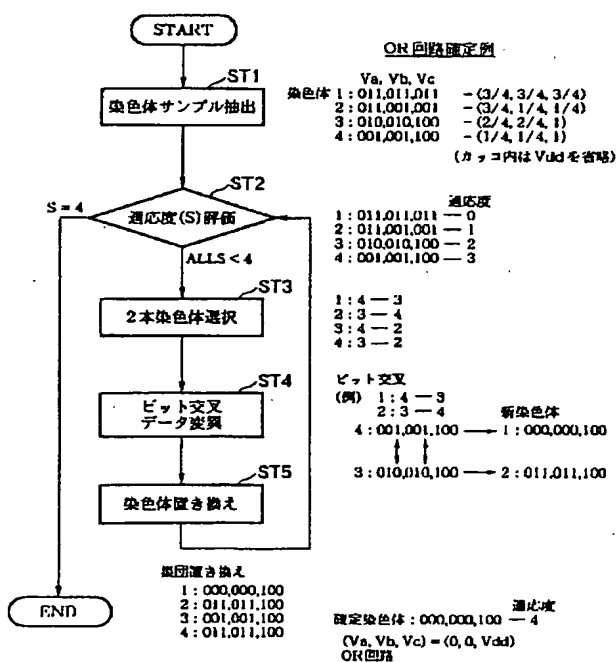 START
ST1
染色体サンプル抽出
ST2
S=4
適応度(S)評価
ALLS<4
ST3
2本染色体選択
ST4
ビット交叉
データ変異
ST5
染色体置き換え
END
OR回路確定例
Va, Vb, Vc
染色体 1:011,011,011 -(3/4, 3/4, 3/4)
2:011,001,001 -(3/4, 1/4, 1/4)
3:010,010,100 -(2/4, 2/4, 1)
4:001,001,100 -(1/4, 1/4, 1)
(カッコ内はVddを省略)
適応度
1:011,011,011 — 0
2:011,001,001 — 1
3:010,010,100 — 2
4:001,001,100 — 3
1:4 — 3
2:3 — 4
3:4 — 2
4:3 — 2
ビット交叉
(例) 1:4 — 3
2:3 — 4
新染色体
4:001,001,100 → 1:000,000,100
3:010,010,100 → 2:011,011,100
集団置き換え
1:000,000,100
2:011,011,100
3:001,001,100
4:011,011,100
適応度
確定染色体:000,000,100 — 4
(Va, Vb, Vc) = (0, 0, Vdd)
OR回路